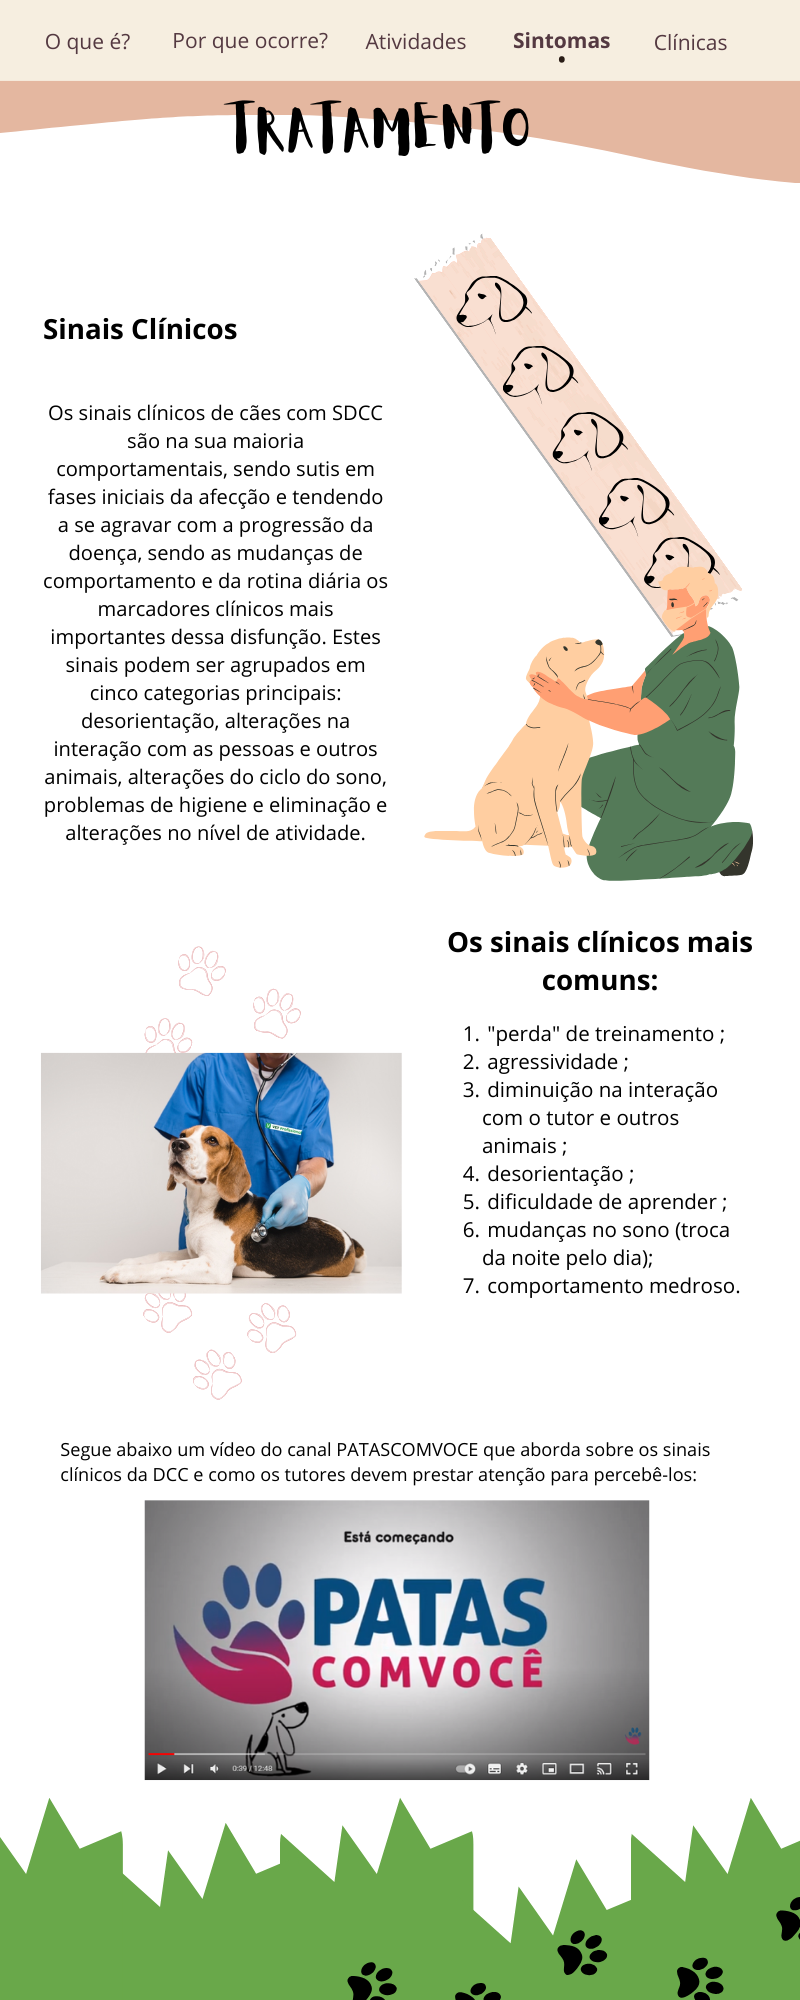 O que é?
Por que ocorre?
Atividades
Sintomas
Clínicas
TRATAMENTO
Sinais Clínicos
Os sinais clínicos de cães com SDCC
são na sua maioria
comportamentais, sendo sutis em
fases iniciais da afecção e tendendo
a se agravar com a progressão da
doença, sendo as mudanças de
comportamento e da rotina diária os
marcadores clínicos mais
importantes dessa disfunção. Estes
sinais podem ser agrupados em
cinco categorias principais:
desorientação, alterações na
interação com as pessoas e outros
animais, alterações do ciclo do sono,
problemas de higiene e eliminação e
alterações no nível de atividade.
Os sinais clínicos mais
comuns:
1. "perda" de treinamento ;
2. agressividade ;
3. diminuição na interação
com o tutor e outros
animais ;
4. desorientação ;
5. dificuldade de aprender ;
6. mudanças no sono (troca
da noite pelo dia);
7. comportamento medroso.
Segue abaixo um vídeo do canal PATASCOMVOCE que aborda sobre os sinais
clínicos da DCC e como os tutores devem prestar atenção para percebê-los:
Está começando
PATAS
COMVOCÊ
0:39 / 12:48